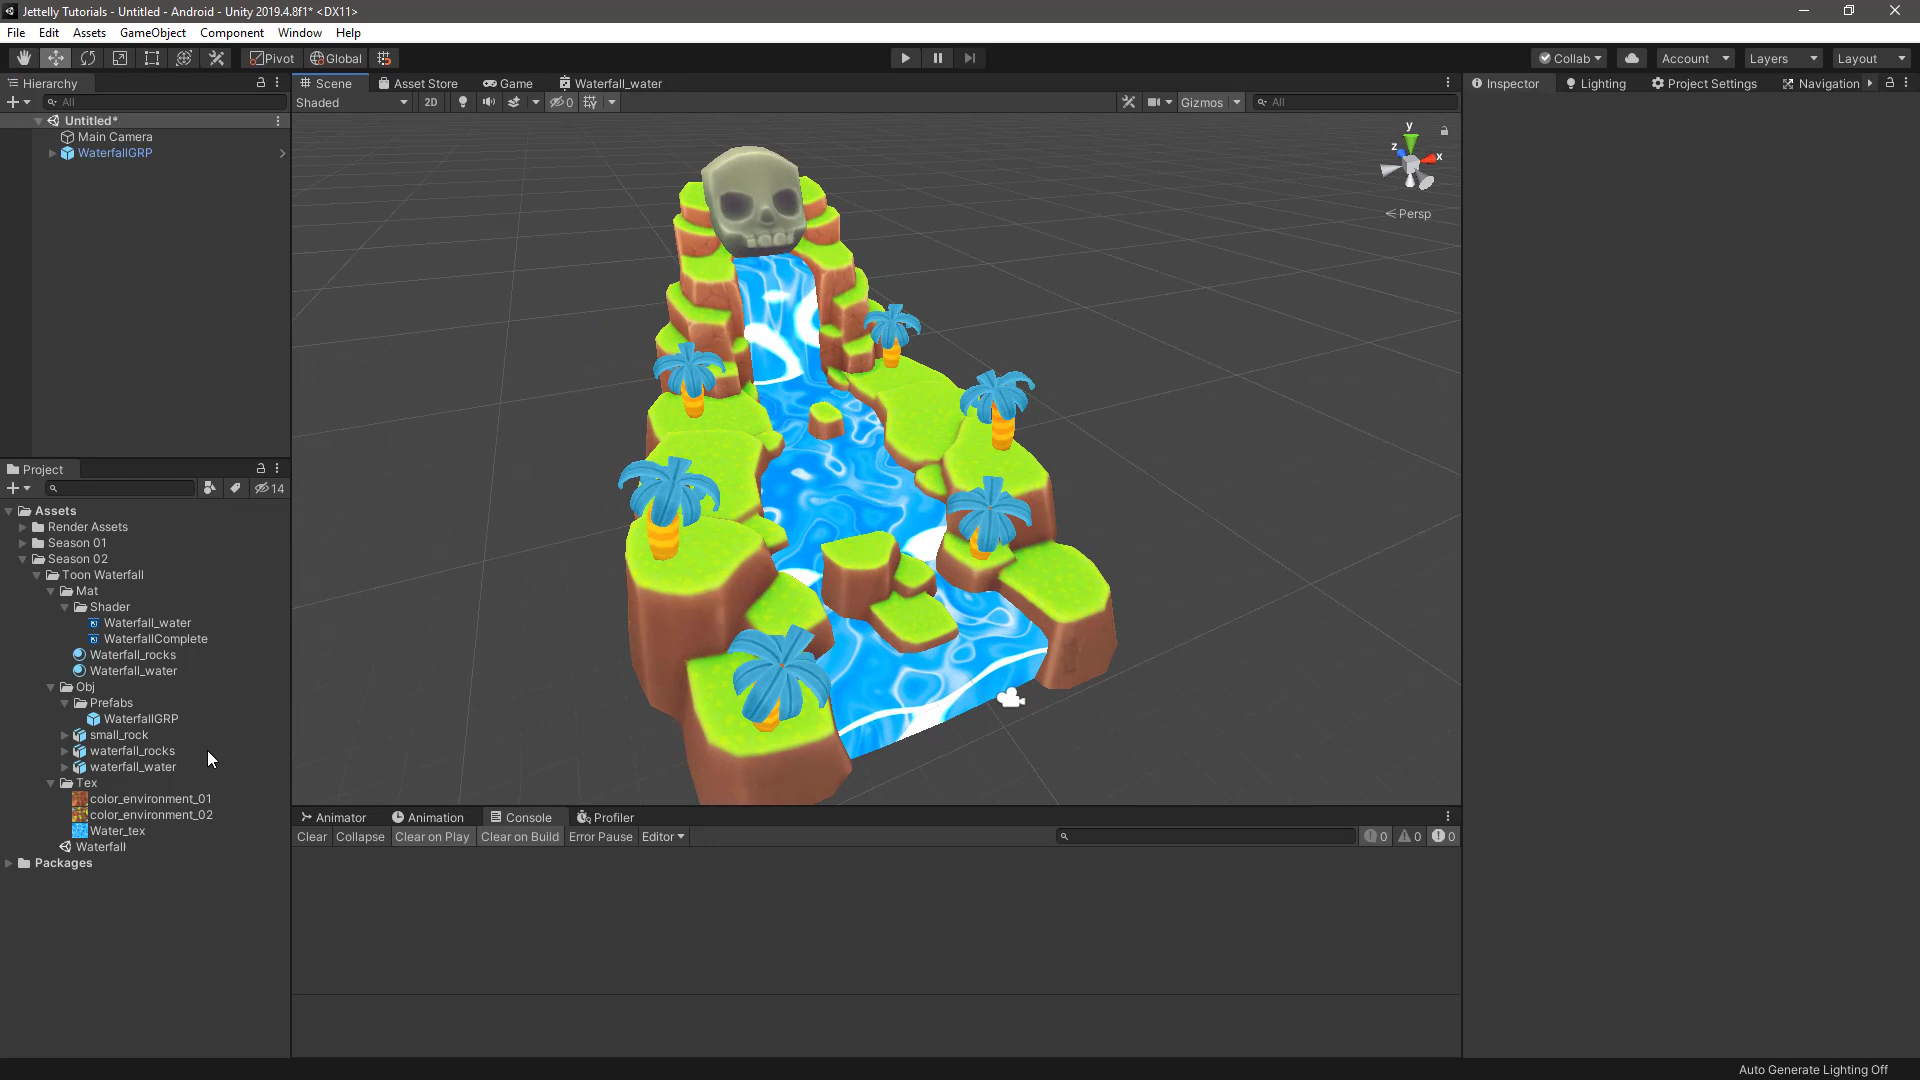 Jettelly Tutorials - Untitled - Android - Unity 2019.4.8f1* <DX11>
File Edit Assets GameObject Component Window Help
Pivot Global Collab Account Layers Layout
Hierarchy
All
Untitled*
Main Camera
WaterfallGRP
Scene Asset Store Game Waterfall_water
Shaded 2D 0 Gizmos All
y
z x
Persp
Inspector Lighting Project Settings Navigation
Project
14
Assets
Render Assets
Season 01
Season 02
Toon Waterfall
Mat
Shader
Waterfall_water
WaterfallComplete
Waterfall_rocks
Waterfall_water
Obj
Prefabs
WaterfallGRP
small_rock
waterfall_rocks
waterfall_water
Tex
color_environment_01
color_environment_02
Water_tex
Waterfall
Packages
Animator Animation Console Profiler
Clear Collapse Clear on Play Clear on Build Error Pause Editor 0 0 0
Auto Generate Lighting Off